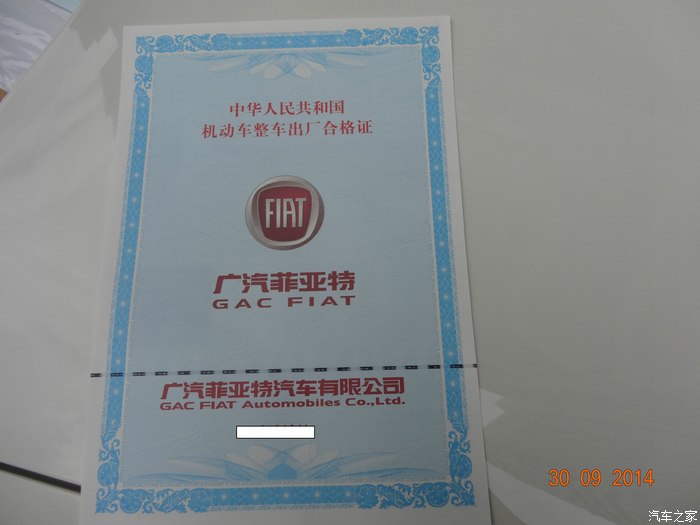 中华人民共和国
机动车整车出厂合格证
FIAT
广汽菲亚特
GAC FIAT
广汽菲亚特汽车有限公司
GAC FIAT Automobiles Co.,Ltd.
30 09 2014
汽车之家